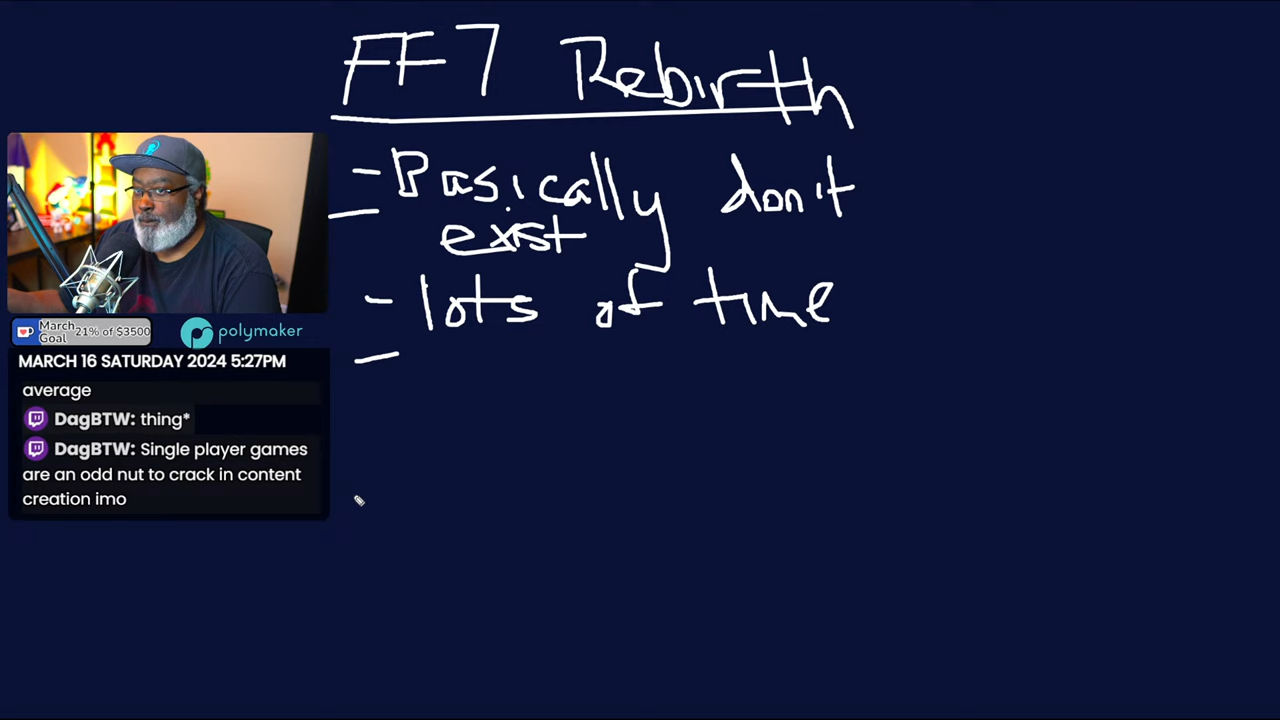 FF7 Rebirth
- Basically don't
exist
- lots of time
-
March
Goal
21% of $3500
polymaker
MARCH 16 SATURDAY 2024 5:27PM
average
DagBTW: thing*
DagBTW: Single player games
are an odd nut to crack in content
creation imo